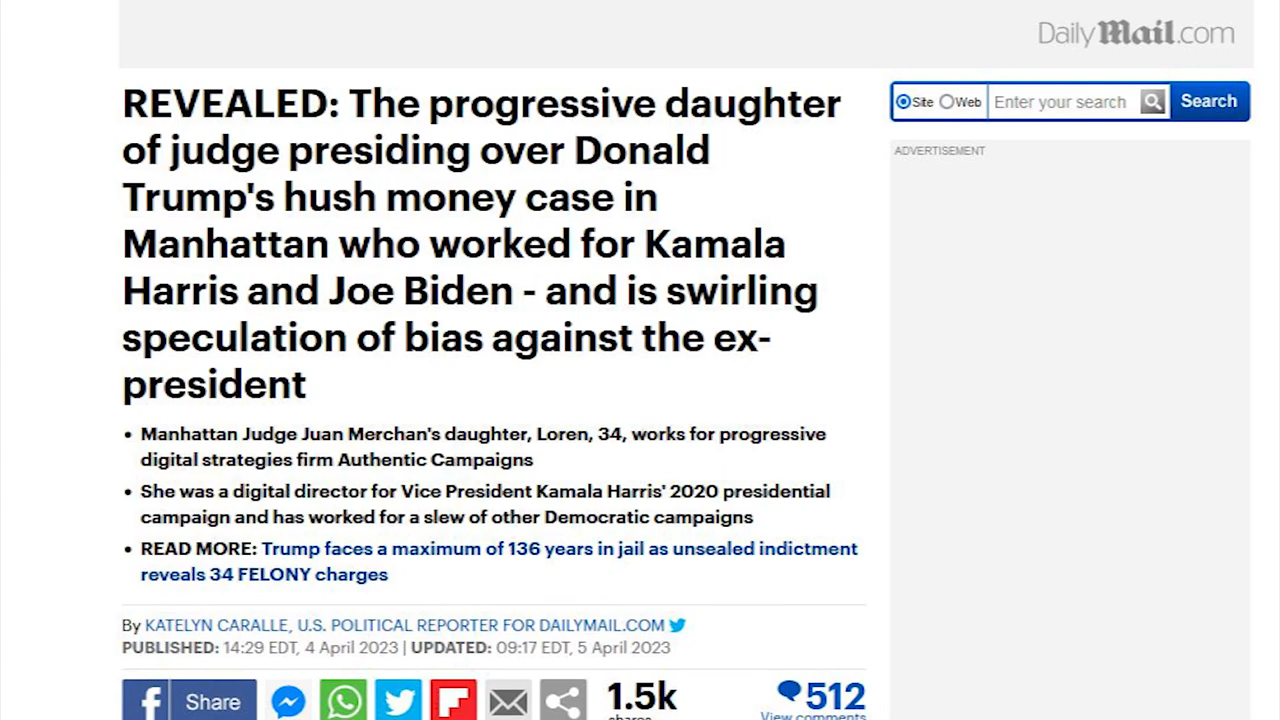 DailyMail.com
REVEALED: The progressive daughter
of judge presiding over Donald
Trump's hush money case in
Manhattan who worked for Kamala
Harris and Joe Biden - and is swirling
speculation of bias against the ex-
president
Site Web Enter your search Search
ADVERTISEMENT
• Manhattan Judge Juan Merchan's daughter, Loren, 34, works for progressive
digital strategies firm Authentic Campaigns
• She was a digital director for Vice President Kamala Harris' 2020 presidential
campaign and has worked for a slew of other Democratic campaigns
• READ MORE: Trump faces a maximum of 136 years in jail as unsealed indictment
reveals 34 FELONY charges
By KATELYN CARALLE, U.S. POLITICAL REPORTER FOR DAILYMAIL.COM
PUBLISHED: 14:29 EDT, 4 April 2023 | UPDATED: 09:17 EDT, 5 April 2023
f Share
1.5k
shares
512
View comments